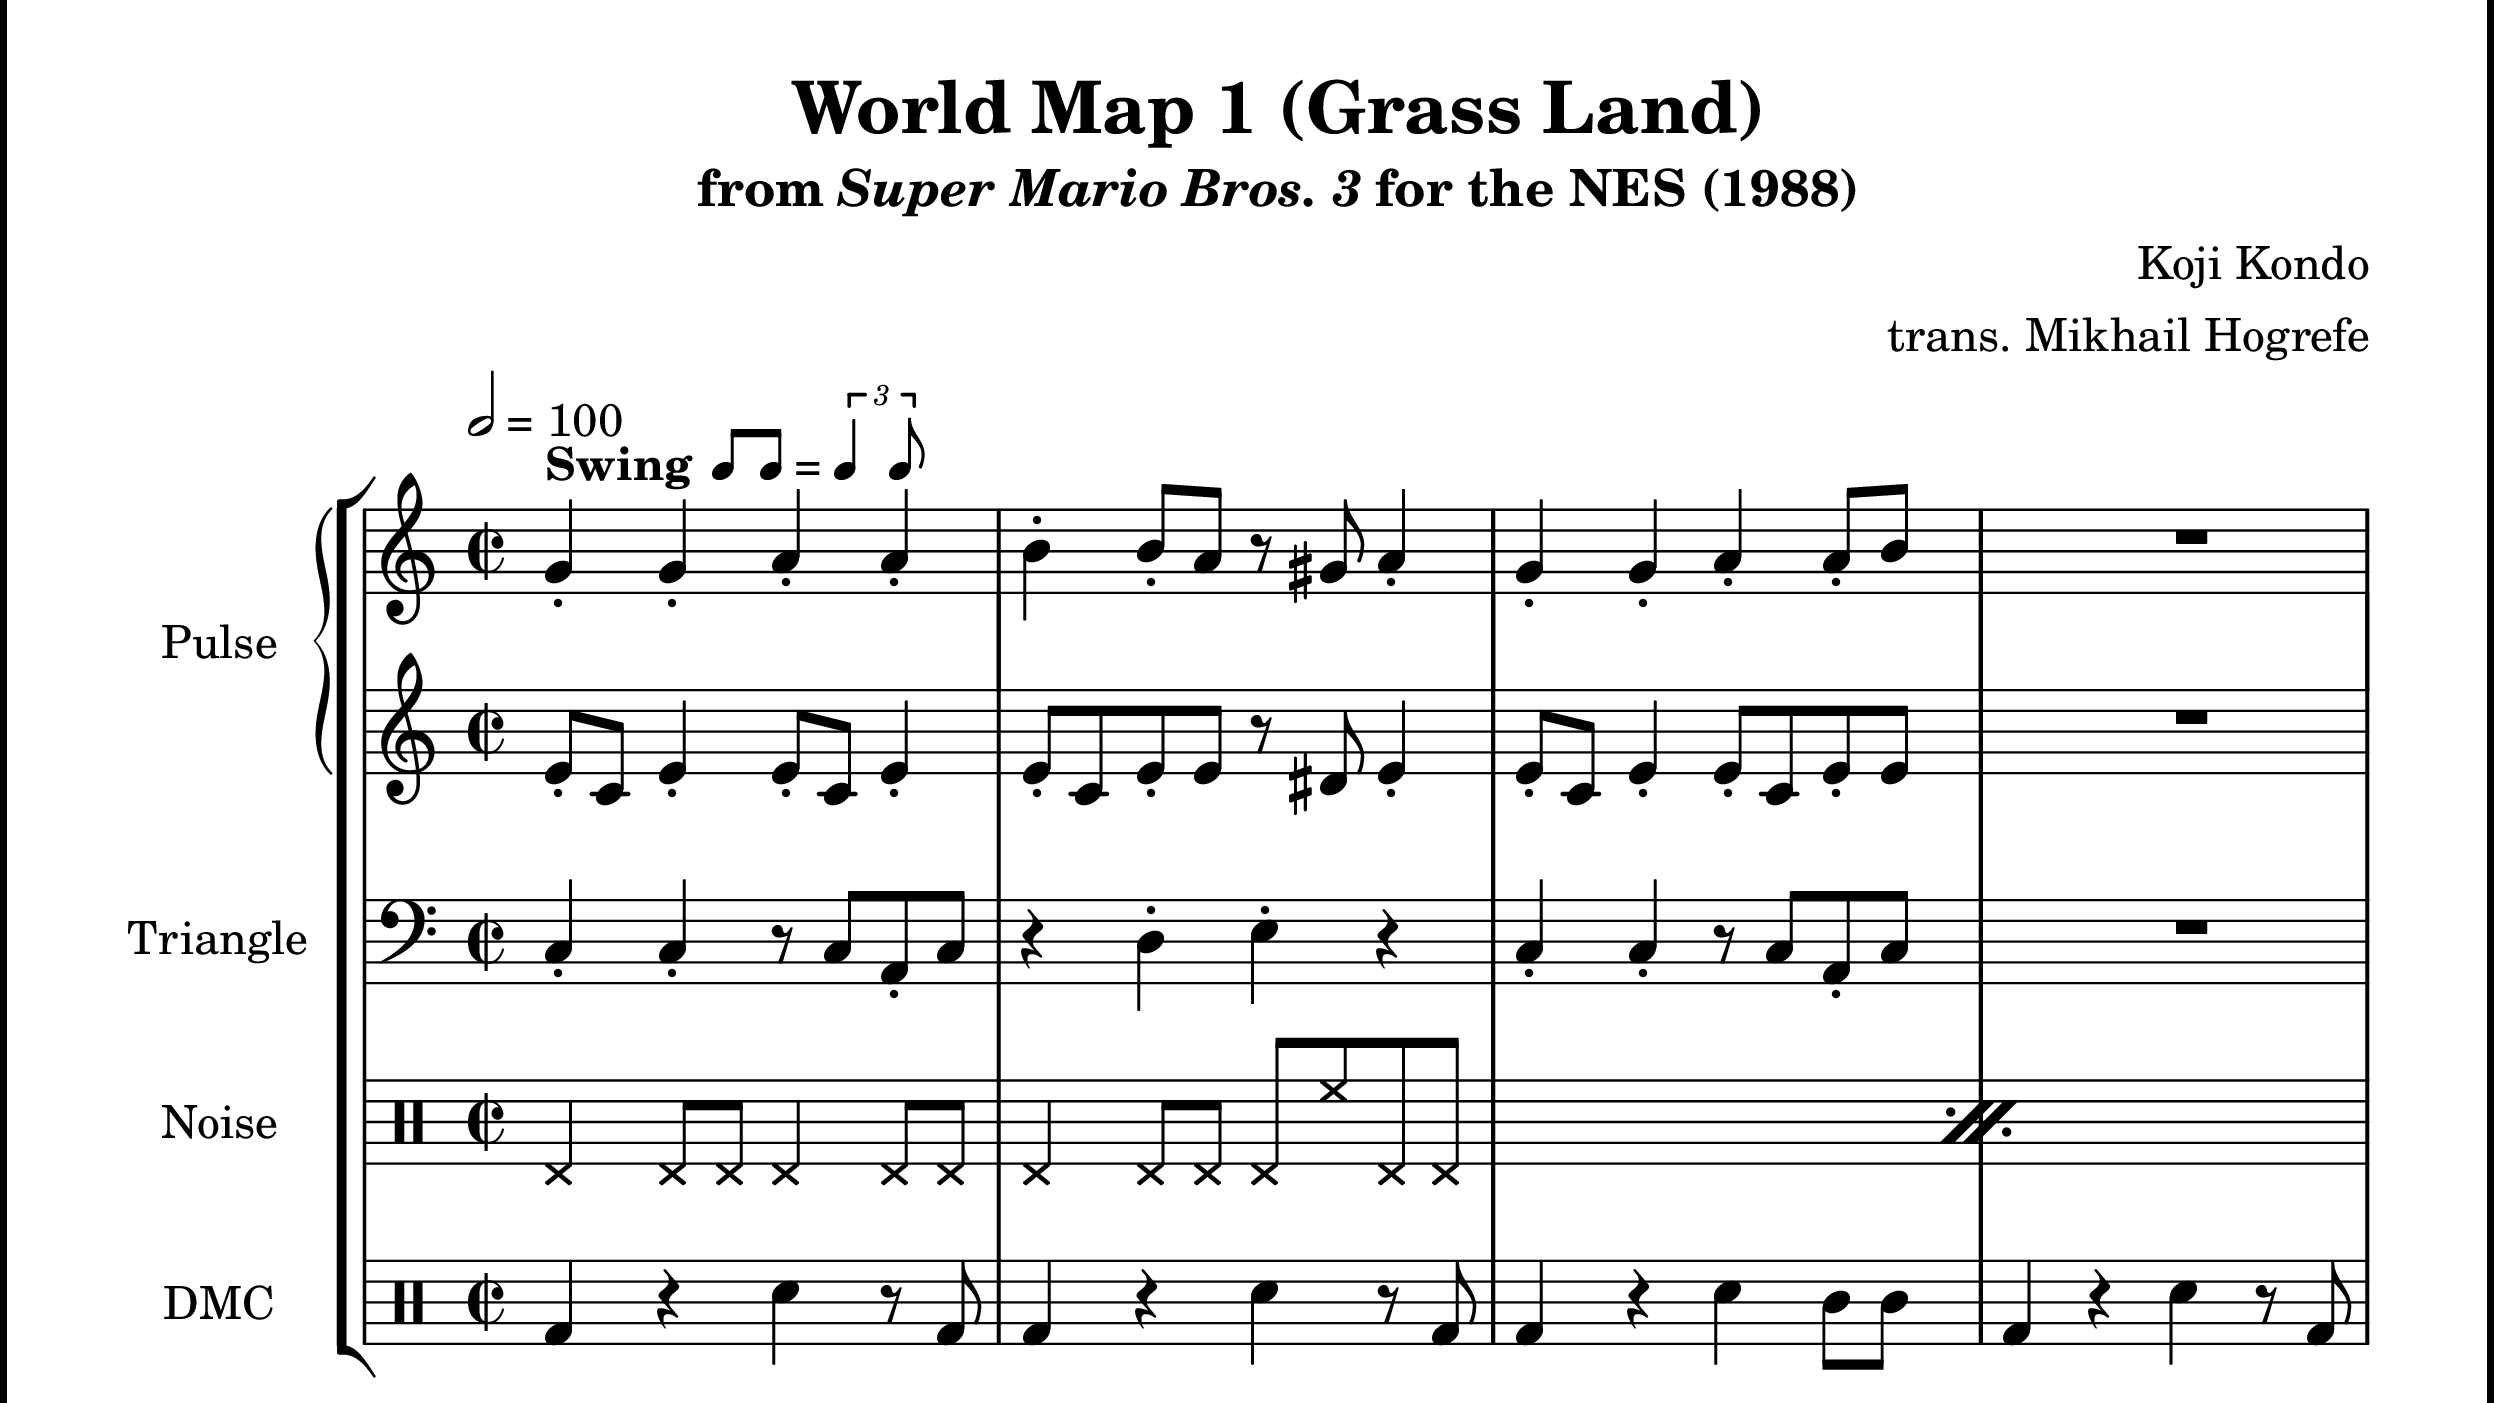 World Map 1 (Grass Land)
from Super Mario Bros. 3 for the NES (1988)
Koji Kondo
trans. Mikhail Hogrefe
= 100
3
Swing =
Pulse
Triangle
Noise
DMC